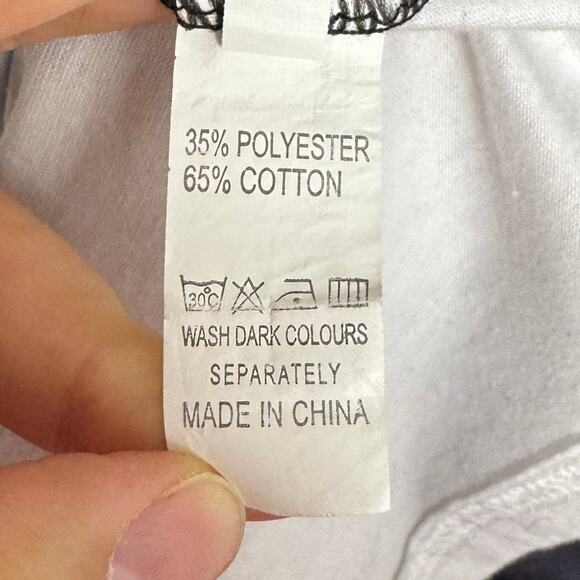 35% POLYESTER
65% COTTON
30°C
WASH DARK COLOURS
SEPARATELY
MADE IN CHINA